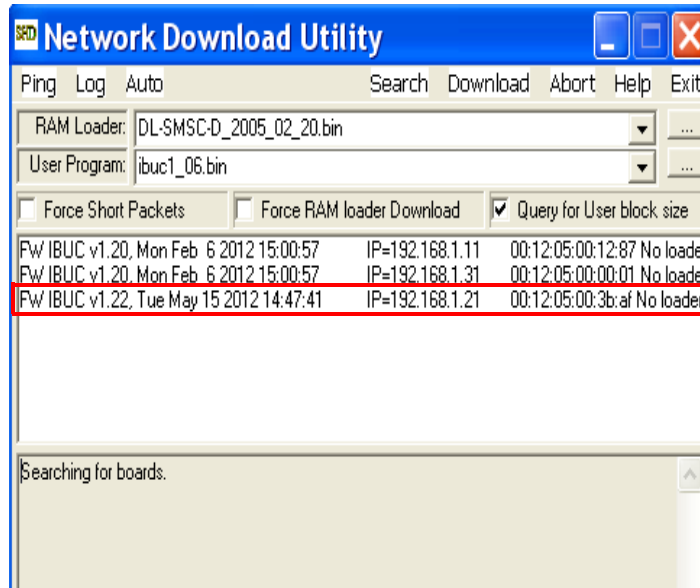 Network Download Utility
Ping Log Auto Search Download Abort Help Exit
RAM Loader: DL-SMSC-D_2005_02_20.bin ...
User Program: ibuc1_06.bin ...
Force Short Packets Force RAM loader Download Query for User block size
FW IBUC v1.20, Mon Feb 6 2012 15:00:57 IP=192.168.1.11 00:12:05:00:12:87 No loade
FW IBUC v1.20, Mon Feb 6 2012 15:00:57 IP=192.168.1.31 00:12:05:00:00:01 No loade
FW IBUC v1.22, Tue May 15 2012 14:47:41 IP=192.168.1.21 00:12:05:00:3b:af No loader
Searching for boards.